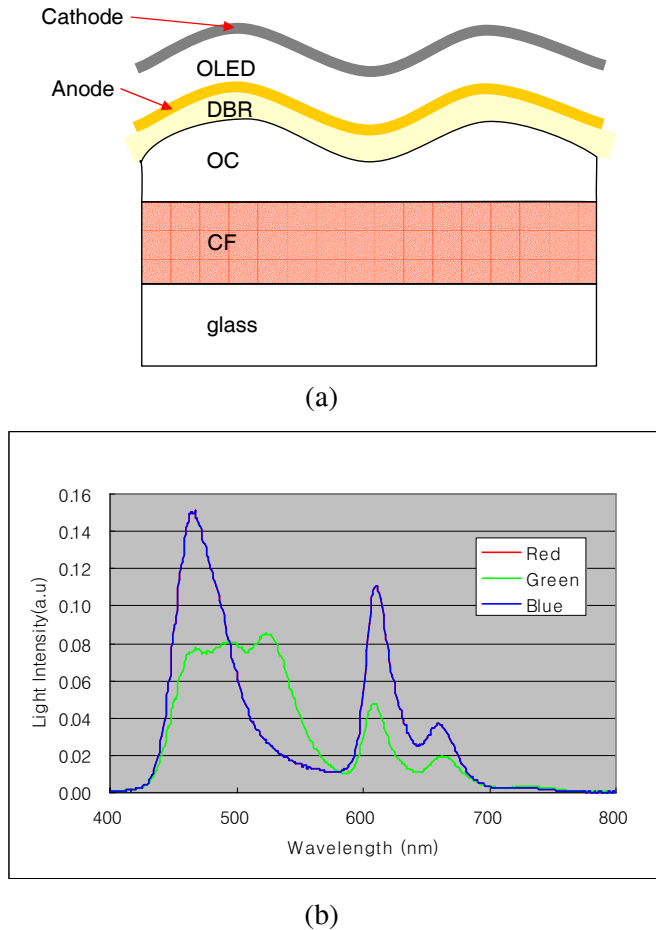 Cathode
OLED
Anode
DBR
OC
CF
glass
(a)
0.16
0.14
0.12
0.10
0.08
0.06
0.04
0.02
0.00
Light Intensity(a.u)
Red
Green
Blue
400 500 600 700 800
Wavelength (nm)
(b)